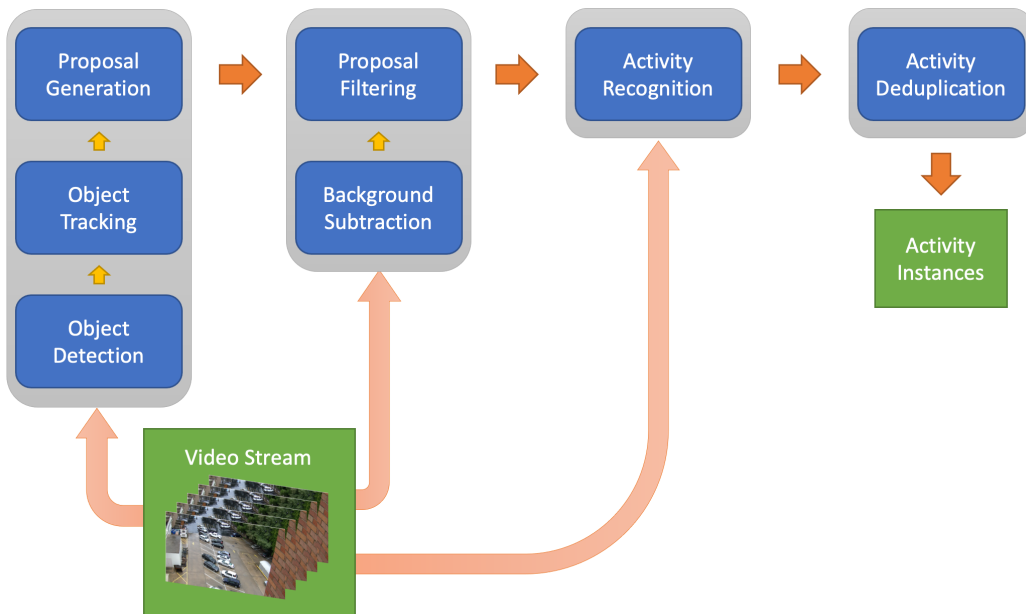 Proposal
Generation
Proposal
Filtering
Activity
Recognition
Activity
Deduplication
Object
Tracking
Background
Subtraction
Activity
Instances
Object
Detection
Video Stream